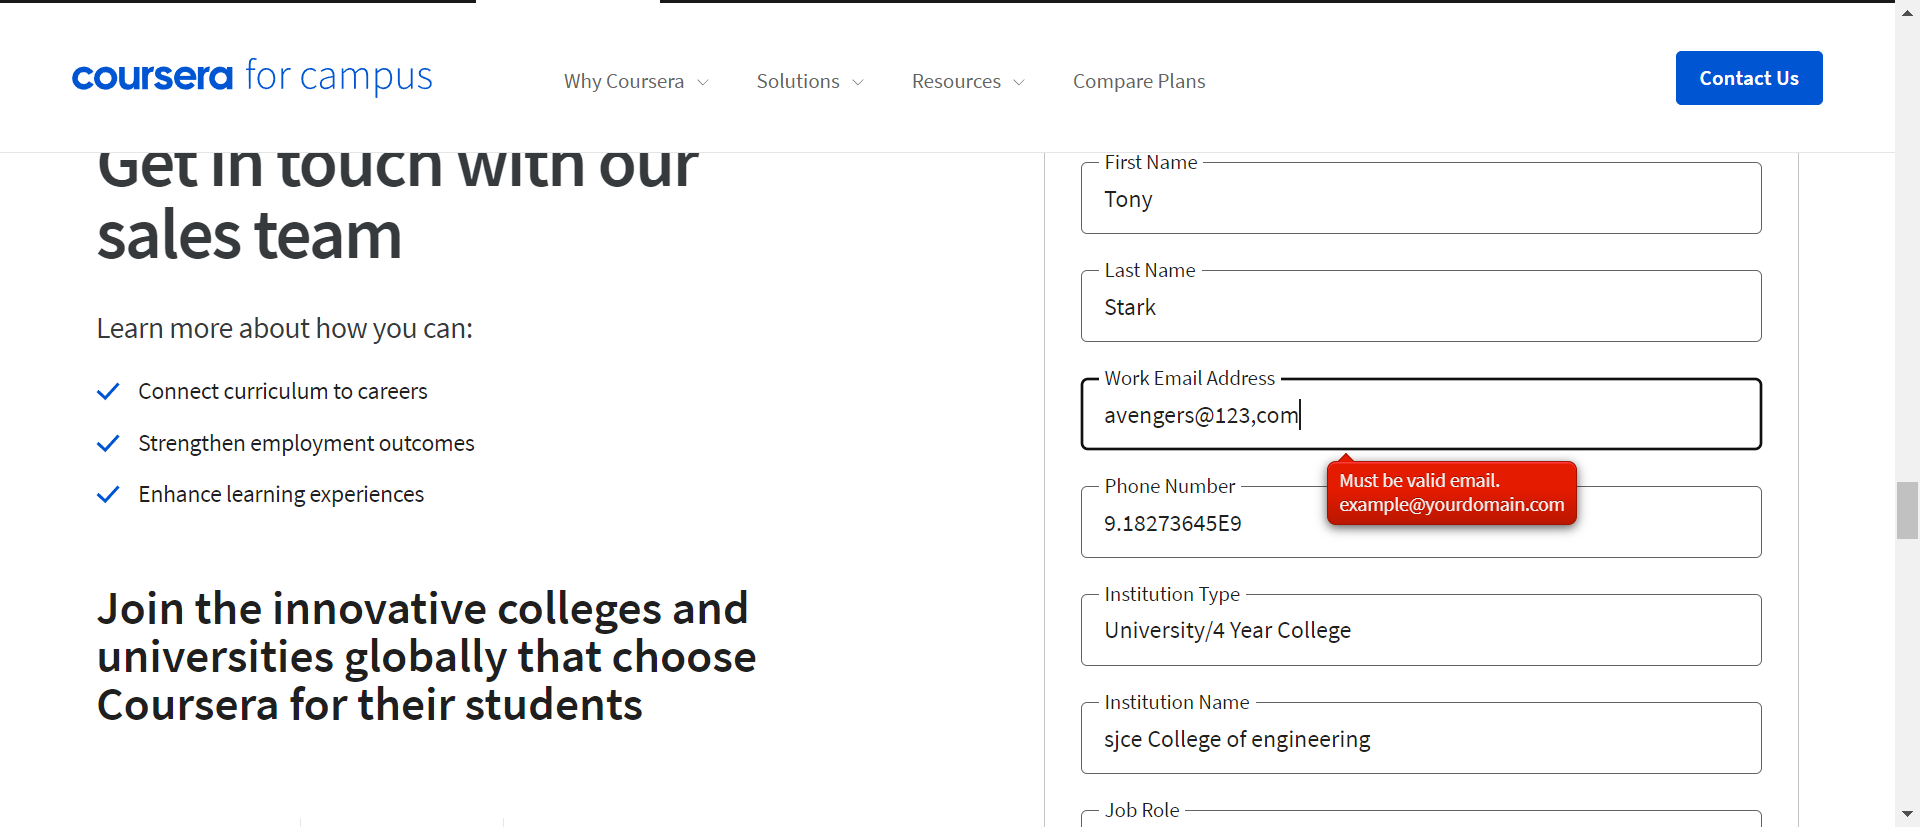 coursera for campus
Why Coursera
Solutions
Resources
Compare Plans
Contact Us
Get in touch with our
sales team
Learn more about how you can:
Connect curriculum to careers
Strengthen employment outcomes
Enhance learning experiences
Join the innovative colleges and
universities globally that choose
Coursera for their students
First Name
Tony
Last Name
Stark
Work Email Address
avengers@123,com
Must be valid email.
example@yourdomain.com
Phone Number
9.18273645E9
Institution Type
University/4 Year College
Institution Name
sjce College of engineering
Job Role